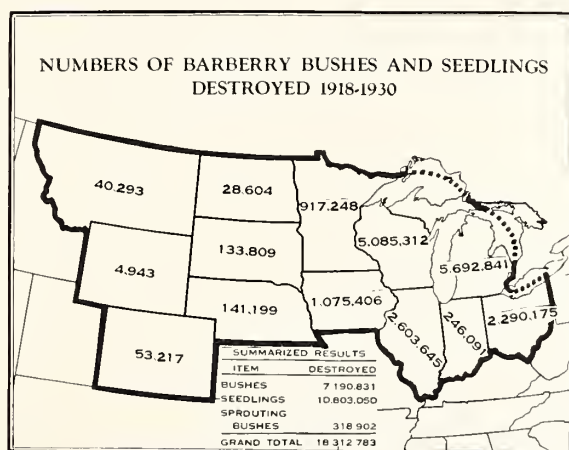 NUMBERS OF BARBERRY BUSHES AND SEEDLINGS
DESTROYED 1918-1930
40.293
28.604
917.248
5.085,312
5.692.841
4.943
133.809
141.199
1.075.406
2.603.645
246.091
2.290.175
53.217
SUMMARIZED RESULTS
ITEM DESTROYED
BUSHES 7 190.831
SEEDLINGS 10.803.050
SPROUTING
BUSHES 318 902
GRAND TOTAL 18 312 783